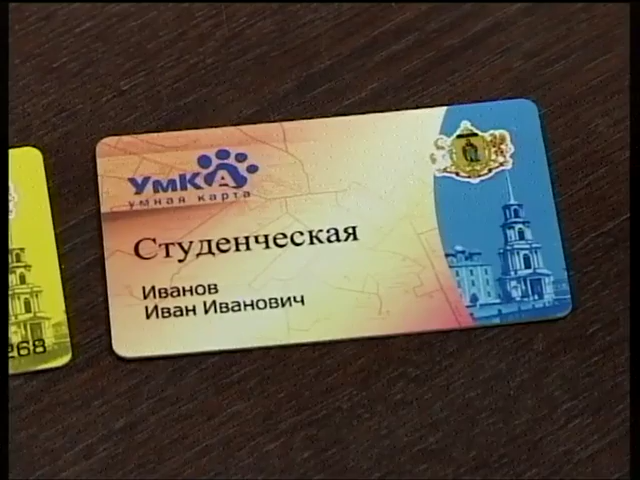 УмКА
умная карта
Студенческая
Иванов
Иван Иванович
268